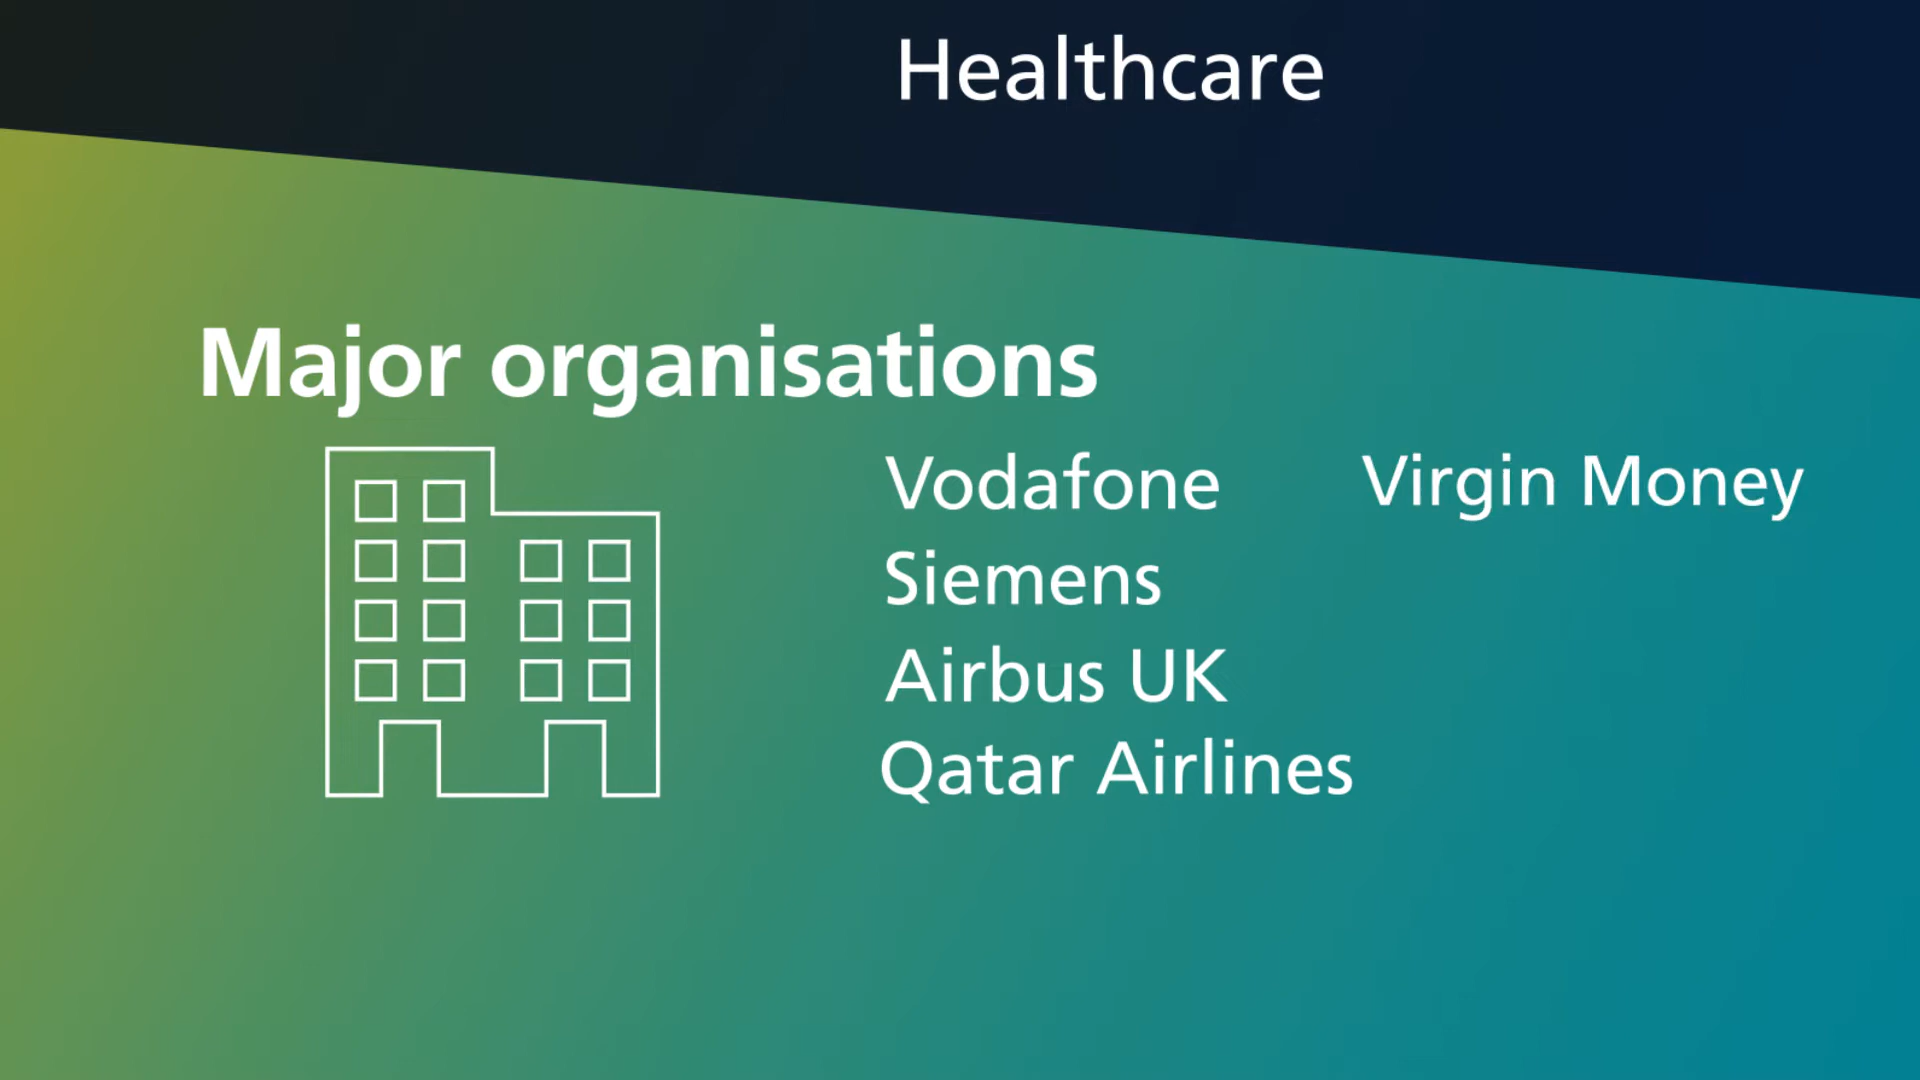 Healthcare
Major organisations
Vodafone
Siemens
Airbus UK
Qatar Airlines
Virgin Money